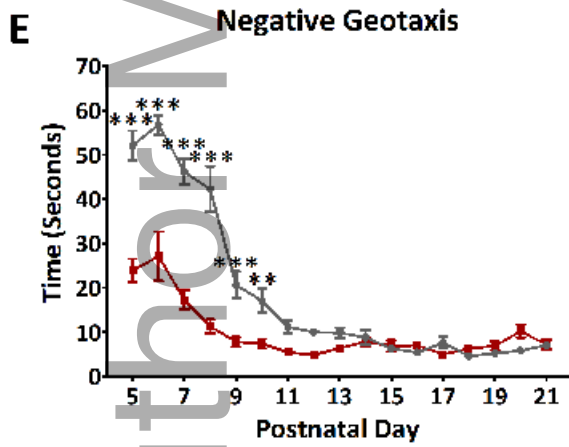 E
Negative Geotaxis
70
60
50
40
30
20
10
0
Time (Seconds)
***
***
***
***
***
**
5 7 9 11 13 15 17 19 21
Postnatal Day
thor M